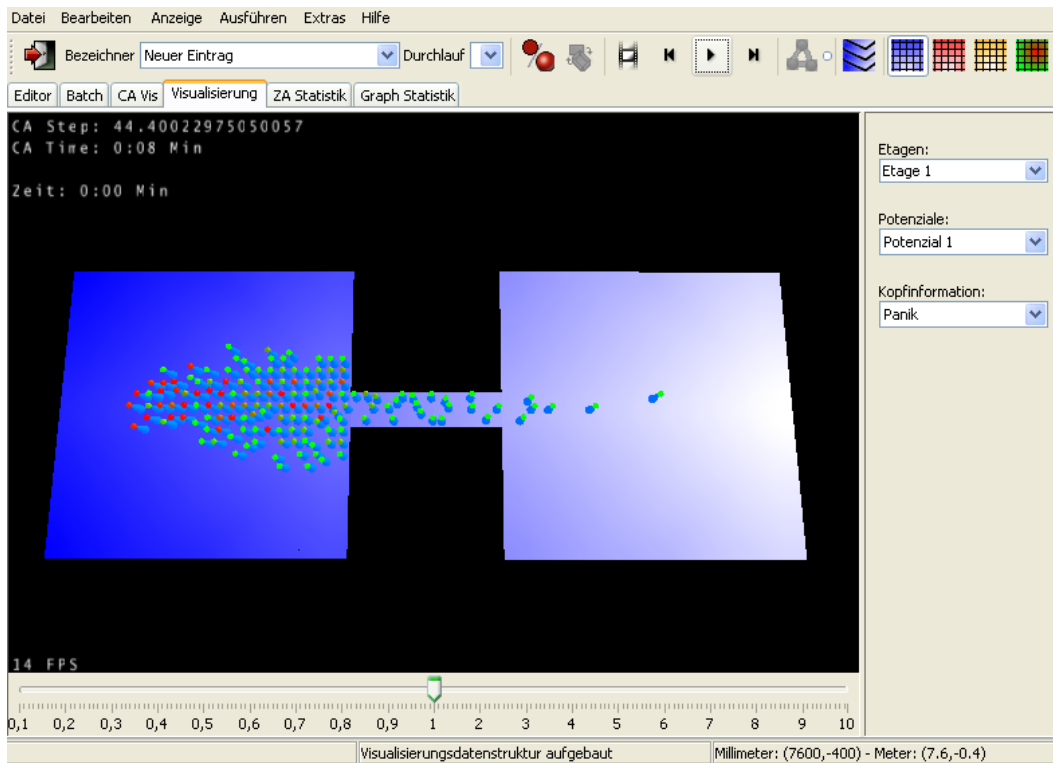 Datei Bearbeiten Anzeige Ausführen Extras Hilfe
Bezeichner Neuer Eintrag Durchlauf
Editor Batch CA Vis Visualisierung ZA Statistik Graph Statistik
CA Step: 44.40022975050057
CA Time: 0:08 Min
Zeit: 0:00 Min
Etagen:
Etage 1
Potenziale:
Potenzial 1
Kopfinformation:
Panik
14 FPS
0,1 0,2 0,3 0,4 0,5 0,6 0,7 0,8 0,9 1 2 3 4 5 6 7 8 9 10
Visualisierungsdatenstruktur aufgebaut Millimeter: (7600,-400) - Meter: (7.6,-0.4)